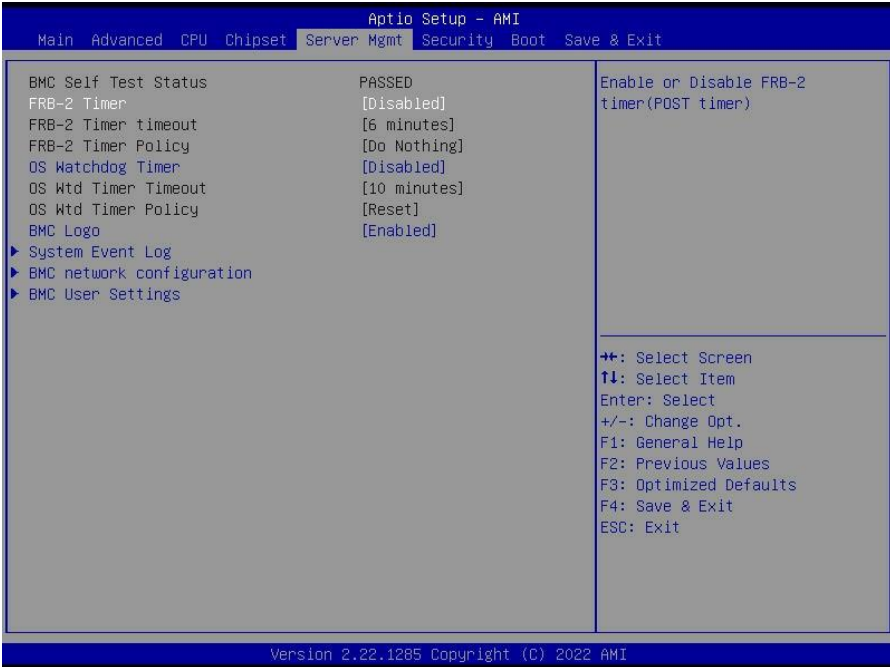 Aptio Setup – AMI
Main Advanced CPU Chipset Server Mgmt Security Boot Save & Exit
BMC Self Test Status PASSED
FRB-2 Timer [Disabled]
FRB-2 Timer timeout [6 minutes]
FRB-2 Timer Policy [Do Nothing]
OS Watchdog Timer [Disabled]
OS Wtd Timer Timeout [10 minutes]
OS Wtd Timer Policy [Reset]
BMC Logo [Enabled]
▶ System Event Log
▶ BMC network configuration
▶ BMC User Settings
Enable or Disable FRB-2
timer(POST timer)
→←: Select Screen
↑↓: Select Item
Enter: Select
+/-: Change Opt.
F1: General Help
F2: Previous Values
F3: Optimized Defaults
F4: Save & Exit
ESC: Exit
Version 2.22.1285 Copyright (C) 2022 AMI